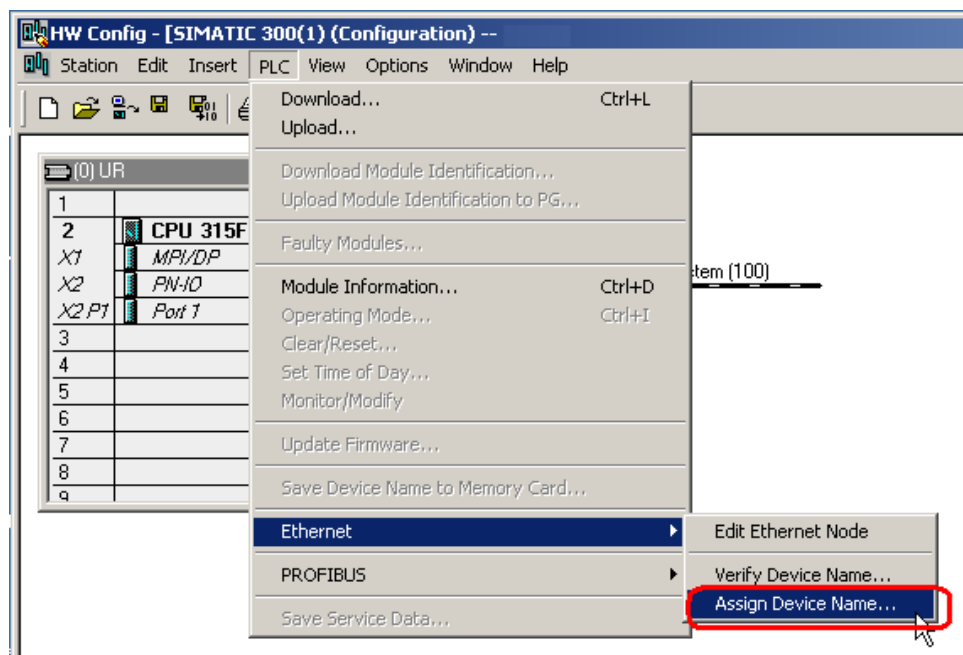 HW Config - [SIMATIC 300(1) (Configuration) --
Station Edit Insert PLC View Options Window Help
Download... Ctrl+L
Upload...
Download Module Identification...
Upload Module Identification to PG...
Faulty Modules...
Module Information... Ctrl+D
Operating Mode... Ctrl+I
Clear/Reset...
Set Time of Day...
Monitor/Modify
Update Firmware...
Save Device Name to Memory Card...
Ethernet
PROFIBUS
Save Service Data...
Edit Ethernet Node
Verify Device Name...
Assign Device Name...
(0) UR
1
2 CPU 315F
X1 MPI/DP
X2 PN-IO
X2 P1 Port 1
3
4
5
6
7
8
9
tem (100)